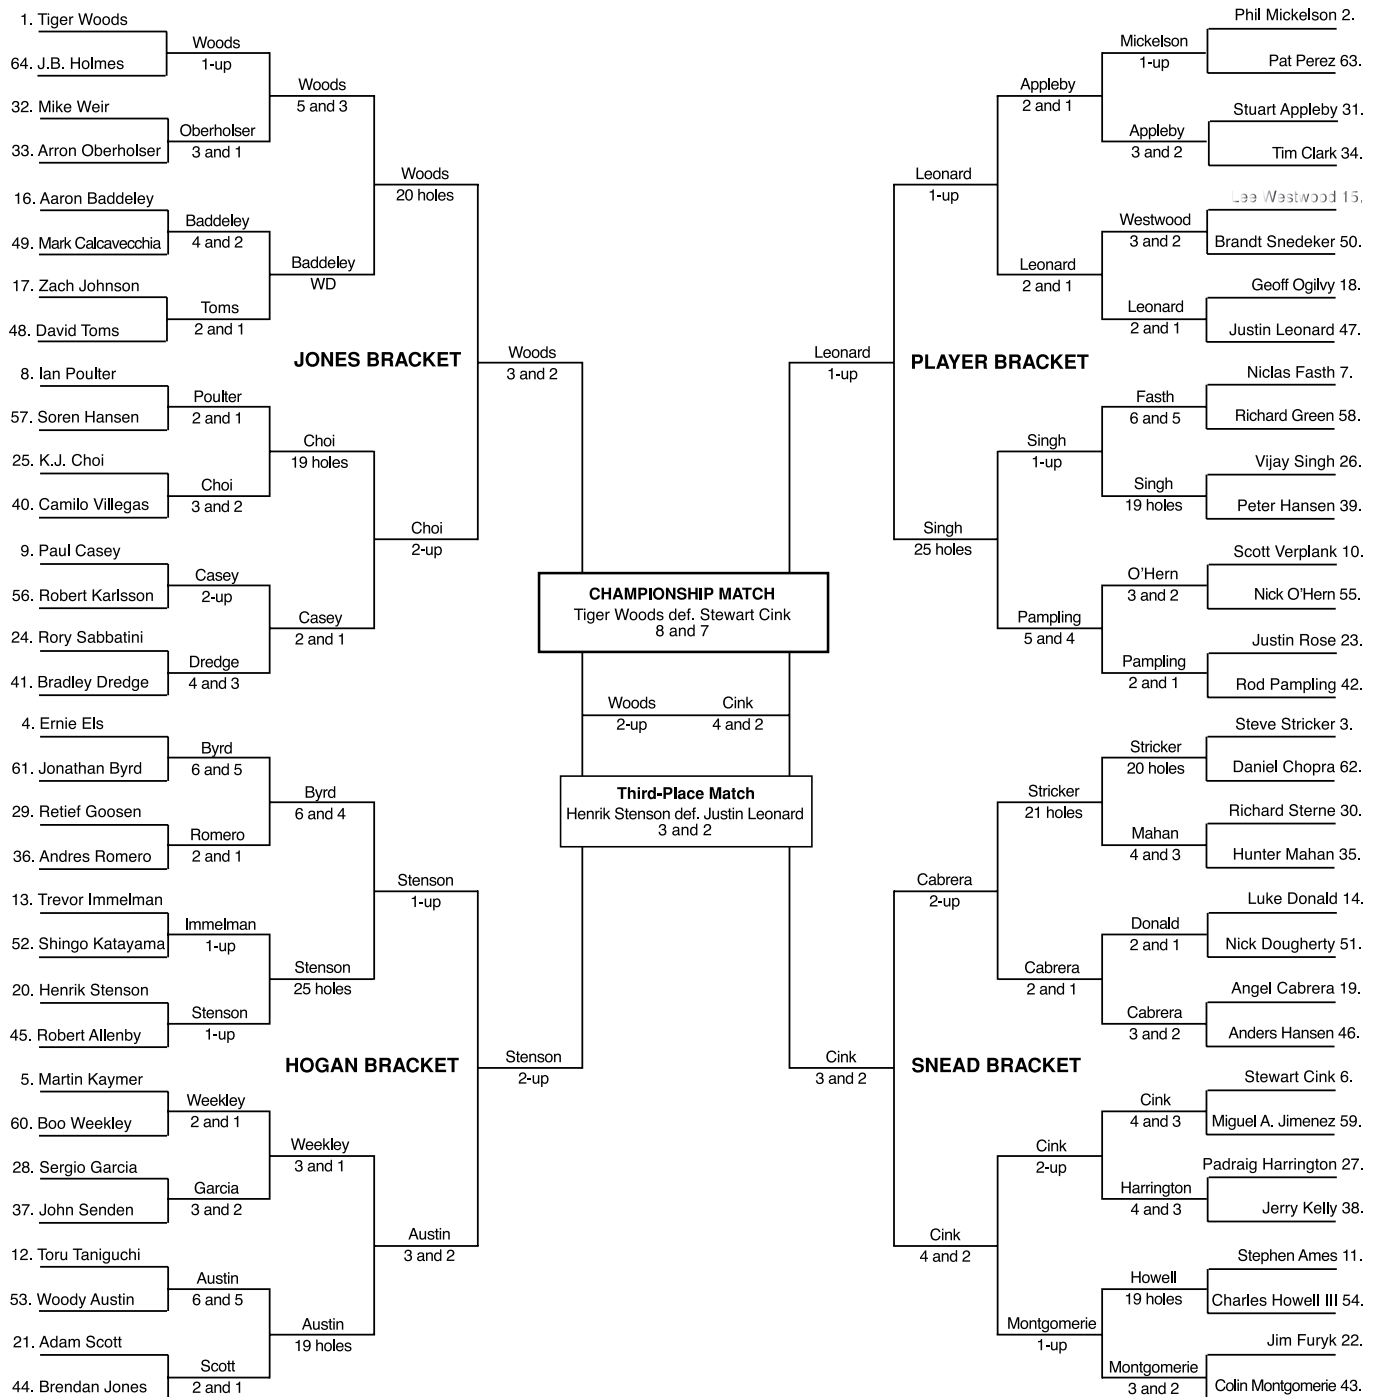 1. Tiger Woods
Woods
1-up
64. J.B. Holmes
Woods
5 and 3
32. Mike Weir
Oberholser
3 and 1
33. Arron Oberholser
Woods
20 holes
16. Aaron Baddeley
Baddeley
4 and 2
49. Mark Calcavecchia
Baddeley
WD
17. Zach Johnson
Toms
2 and 1
48. David Toms
JONES BRACKET
Woods
3 and 2
8. Ian Poulter
Poulter
2 and 1
57. Soren Hansen
Choi
19 holes
25. K.J. Choi
Choi
3 and 2
40. Camilo Villegas
Choi
2-up
9. Paul Casey
Casey
2-up
56. Robert Karlsson
Casey
2 and 1
24. Rory Sabbatini
Dredge
4 and 3
41. Bradley Dredge
4. Ernie Els
Byrd
6 and 5
61. Jonathan Byrd
Byrd
6 and 4
29. Retief Goosen
Romero
2 and 1
36. Andres Romero
Stenson
1-up
13. Trevor Immelman
Immelman
1-up
52. Shingo Katayama
Stenson
25 holes
20. Henrik Stenson
Stenson
1-up
45. Robert Allenby
HOGAN BRACKET
Stenson
2-up
5. Martin Kaymer
Weekley
2 and 1
60. Boo Weekley
Weekley
3 and 1
28. Sergio Garcia
Garcia
3 and 2
37. John Senden
Austin
3 and 2
12. Toru Taniguchi
Austin
6 and 5
53. Woody Austin
Austin
19 holes
21. Adam Scott
Scott
2 and 1
44. Brendan Jones
CHAMPIONSHIP MATCH
Tiger Woods def. Stewart Cink
8 and 7
Woods
2-up
Cink
4 and 2
Third-Place Match
Henrik Stenson def. Justin Leonard
3 and 2
Phil Mickelson 2.
Mickelson
1-up
Pat Perez 63.
Appleby
2 and 1
Stuart Appleby 31.
Appleby
3 and 2
Tim Clark 34.
Leonard
1-up
Lee Westwood 15.
Westwood
3 and 2
Brandt Snedeker 50.
Leonard
2 and 1
Geoff Ogilvy 18.
Leonard
2 and 1
Justin Leonard 47.
Leonard
1-up
PLAYER BRACKET
Niclas Fasth 7.
Fasth
6 and 5
Richard Green 58.
Singh
1-up
Vijay Singh 26.
Singh
19 holes
Peter Hansen 39.
Singh
25 holes
Scott Verplank 10.
O'Hern
3 and 2
Nick O'Hern 55.
Pampling
5 and 4
Justin Rose 23.
Pampling
2 and 1
Rod Pampling 42.
Steve Stricker 3.
Stricker
20 holes
Daniel Chopra 62.
Stricker
21 holes
Richard Sterne 30.
Mahan
4 and 3
Hunter Mahan 35.
Cabrera
2-up
Luke Donald 14.
Donald
2 and 1
Nick Dougherty 51.
Cabrera
2 and 1
Angel Cabrera 19.
Cabrera
3 and 2
Anders Hansen 46.
Cink
3 and 2
SNEAD BRACKET
Stewart Cink 6.
Cink
4 and 3
Miguel A. Jimenez 59.
Cink
2-up
Padraig Harrington 27.
Harrington
4 and 3
Jerry Kelly 38.
Cink
4 and 2
Stephen Ames 11.
Howell
19 holes
Charles Howell III 54.
Montgomerie
1-up
Jim Furyk 22.
Montgomerie
3 and 2
Colin Montgomerie 43.